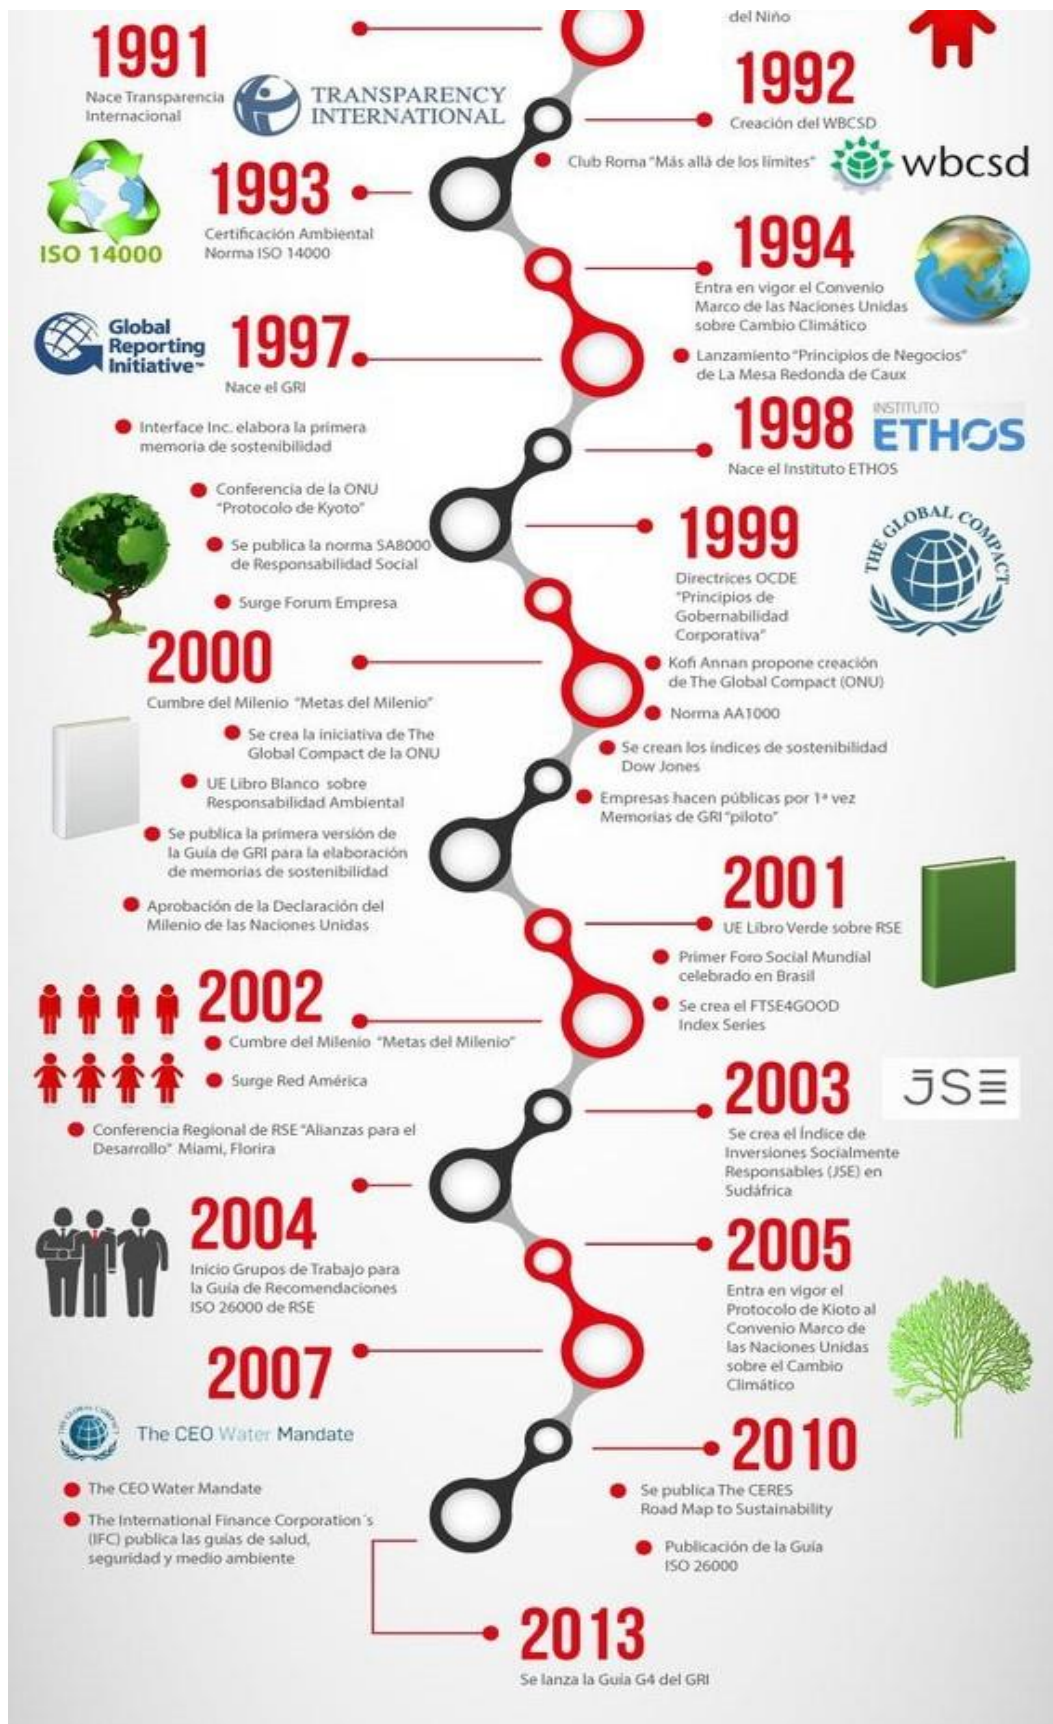 del Niño
1991
Nace Transparencia
Internacional
TRANSPARENCY
INTERNATIONAL
1992
Creación del WBCSD
Club Roma "Más allá de los límites"
wbcsd
ISO 14000
1993
Certificación Ambiental
Norma ISO 14000
1994
Entra en vigor el Convenio
Marco de las Naciones Unidas
sobre Cambio Climático
Lanzamiento "Principios de Negocios"
de La Mesa Redonda de Caux
Global
Reporting
Initiative™
1997
Nace el GRI
Interface Inc. elabora la primera
memoria de sostenibilidad
Conferencia de la ONU
"Protocolo de Kyoto"
Se publica la norma SA8000
de Responsabilidad Social
Surge Forum Empresa
1998
INSTITUTO
ETHOS
Nace el Instituto ETHOS
1999
THE GLOBAL COMPACT
Directrices OCDE
"Principios de
Gobernabilidad
Corporativa"
Kofi Annan propone creación
de The Global Compact (ONU)
Norma AA1000
Se crean los índices de sostenibilidad
Dow Jones
Empresas hacen públicas por 1ª vez
Memorias de GRI "piloto"
2000
Cumbre del Milenio "Metas del Milenio"
Se crea la iniciativa de The
Global Compact de la ONU
UE Libro Blanco sobre
Responsabilidad Ambiental
Se publica la primera versión de
la Guía de GRI para la elaboración
de memorias de sostenibilidad
Aprobación de la Declaración del
Milenio de las Naciones Unidas
2001
UE Libro Verde sobre RSE
Primer Foro Social Mundial
celebrado en Brasil
Se crea el FTSE4GOOD
Index Series
2002
Cumbre del Milenio "Metas del Milenio"
Surge Red América
Conferencia Regional de RSE "Alianzas para el
Desarrollo" Miami, Florira
2003
JSE
Se crea el Índice de
Inversiones Socialmente
Responsables (JSE) en
Sudáfrica
2004
Inicio Grupos de Trabajo para
la Guía de Recomendaciones
ISO 26000 de RSE
2005
Entra en vigor el
Protocolo de Kioto al
Convenio Marco de
las Naciones Unidas
sobre el Cambio
Climático
2007
THE GLOBAL COMPACT
The CEO Water Mandate
The CEO Water Mandate
The International Finance Corporation´s
(IFC) publica las guías de salud,
seguridad y medio ambiente
2010
Se publica The CERES
Road Map to Sustainability
Publicación de la Guía
ISO 26000
2013
Se lanza la Guía G4 del GRI